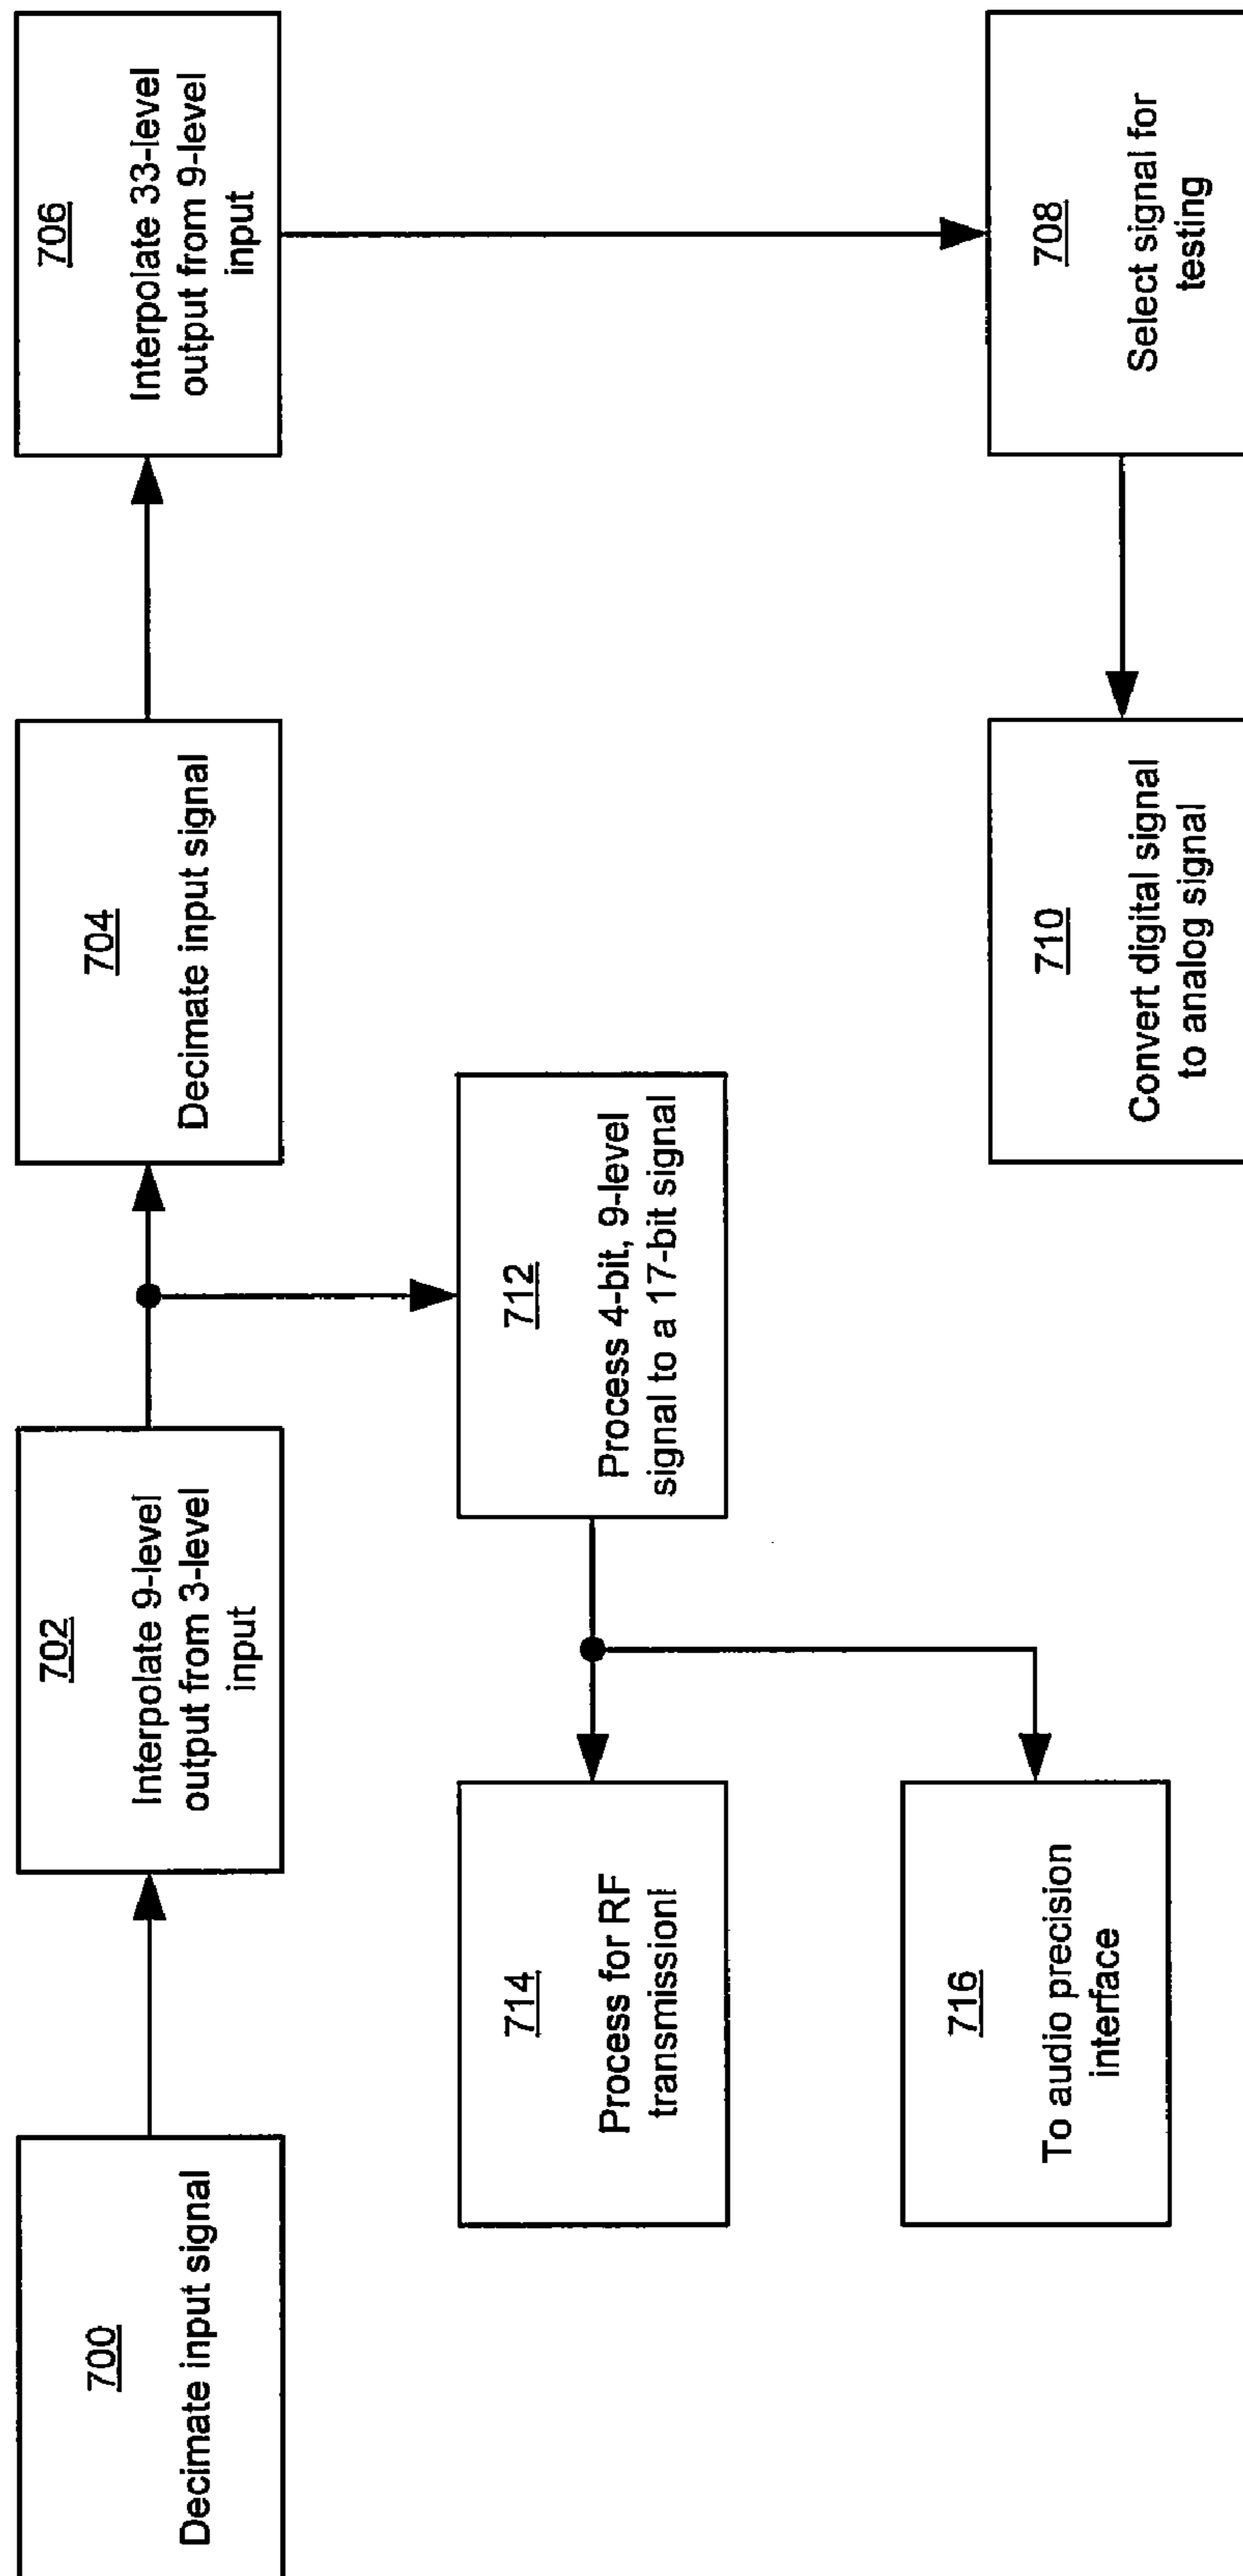 700
Decimate input signal
702
Interpolate 9-level
output from 3-level
input
704
Decimate input signal
706
Interpolate 33-level
output from 9-level
input
714
Process for RF
transmissionl
712
Process 4-bit, 9-level
signal to a 17-bit signal
716
To audio precision
interface
710
Convert digital signal
to analog signal
708
Select signal for
testing